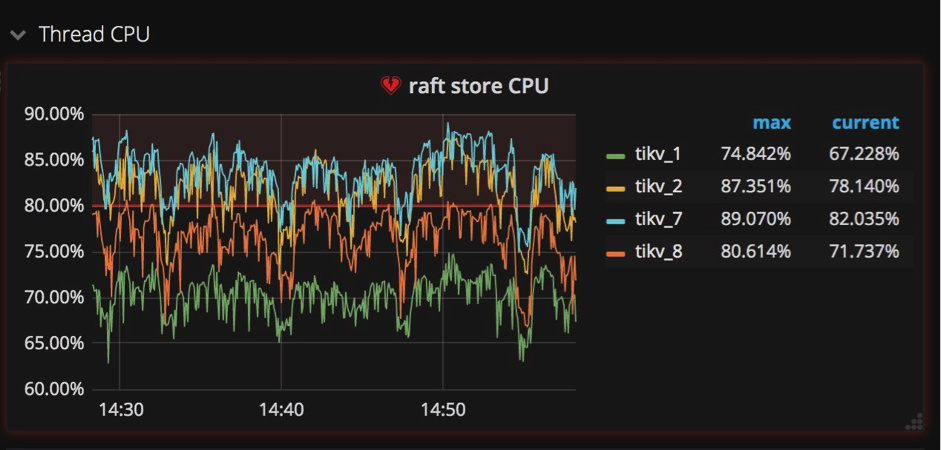 Thread CPU
raft store CPU
90.00%
85.00%
80.00%
75.00%
70.00%
65.00%
60.00%
14:30 14:40 14:50
max current
tikv_1 74.842% 67.228%
tikv_2 87.351% 78.140%
tikv_7 89.070% 82.035%
tikv_8 80.614% 71.737%